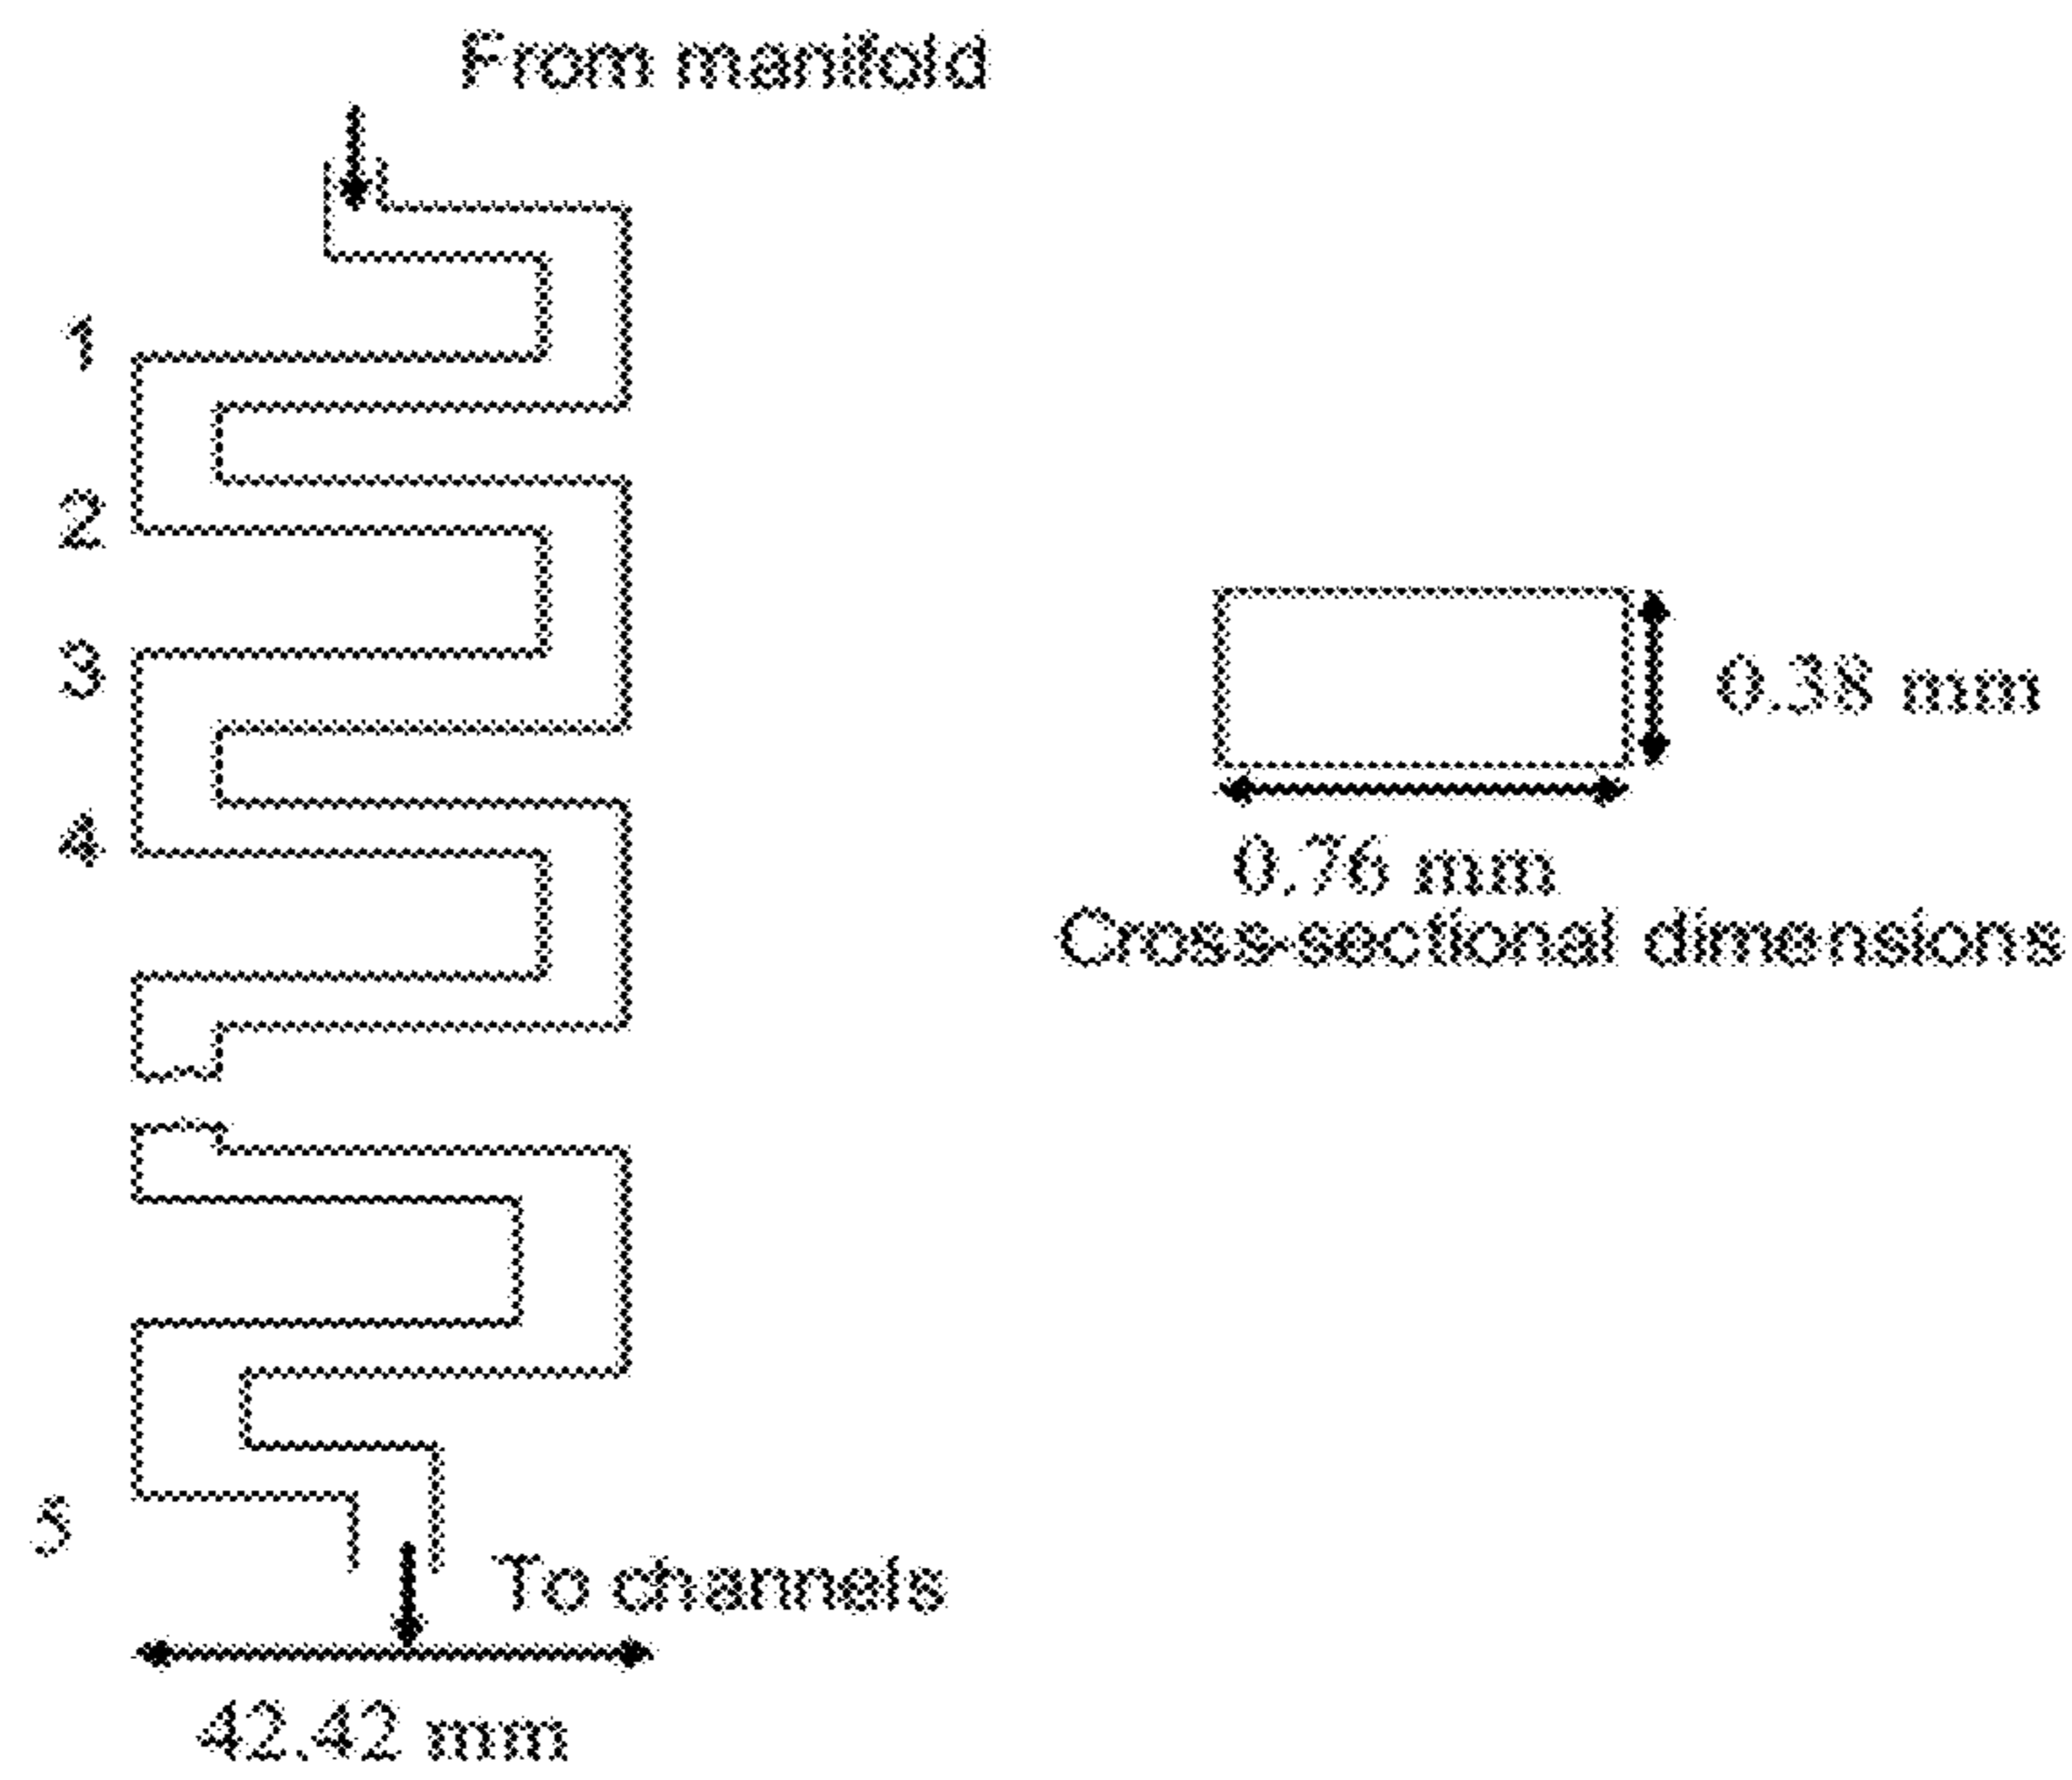 From manifold
1
2
3
4
0.38 mm
0.76 mm
Cross-sectional dimensions
5
To channels
42.42 mm